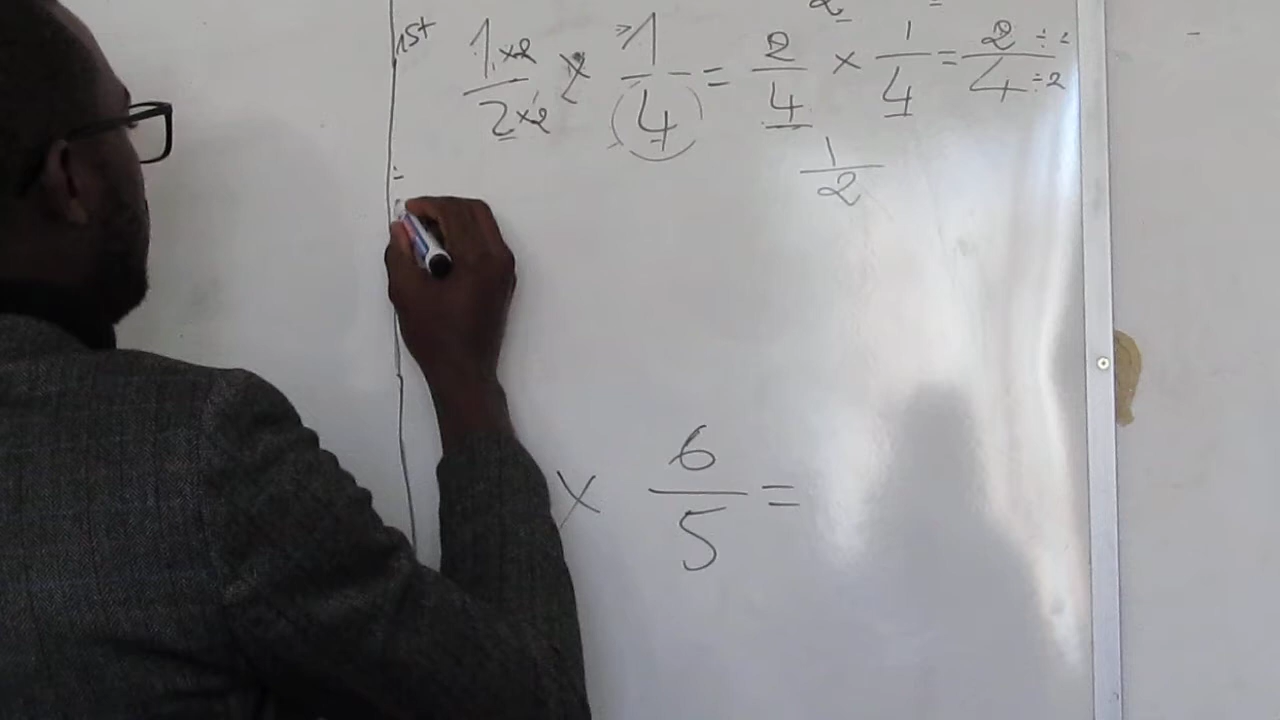 1st 1×2/2×2 × 1/4 = 2/4 × 1/4 = 2÷2/4÷2
1/2
× 6/5 =